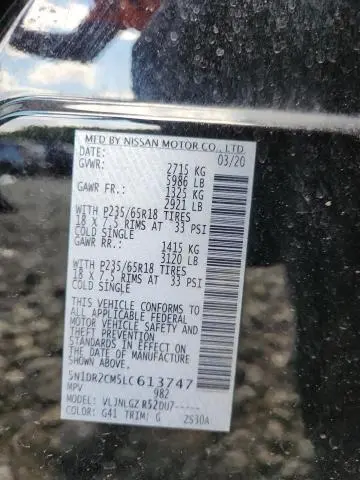 MFD BY NISSAN MOTOR CO., LTD
DATE: 03/20
GVWR: 2715 KG
5986 LB
GAWR FR: 1325 KG
2921 LB
WITH P235/65R18 TIRES
18 X 7.5 RIMS AT 33 PSI
COLD SINGLE
GAWR RR: 1415 KG
3120 LB
WITH P235/65R18 TIRES
18 X 7.5 RIMS AT 33 PSI
COLD SINGLE
THIS VEHICLE CONFORMS TO
ALL APPLICABLE FEDERAL
MOTOR VEHICLE SAFETY
STANDARDS IN EFFECT ON
THE DATE OF MANUFACTURE
SHOWN ABOVE.
5N1DR2CM5LC613747
MPV 982
MODEL: VLJNLGZ R52DU7-----
COLOR: G41 TRIM: G 2S30A